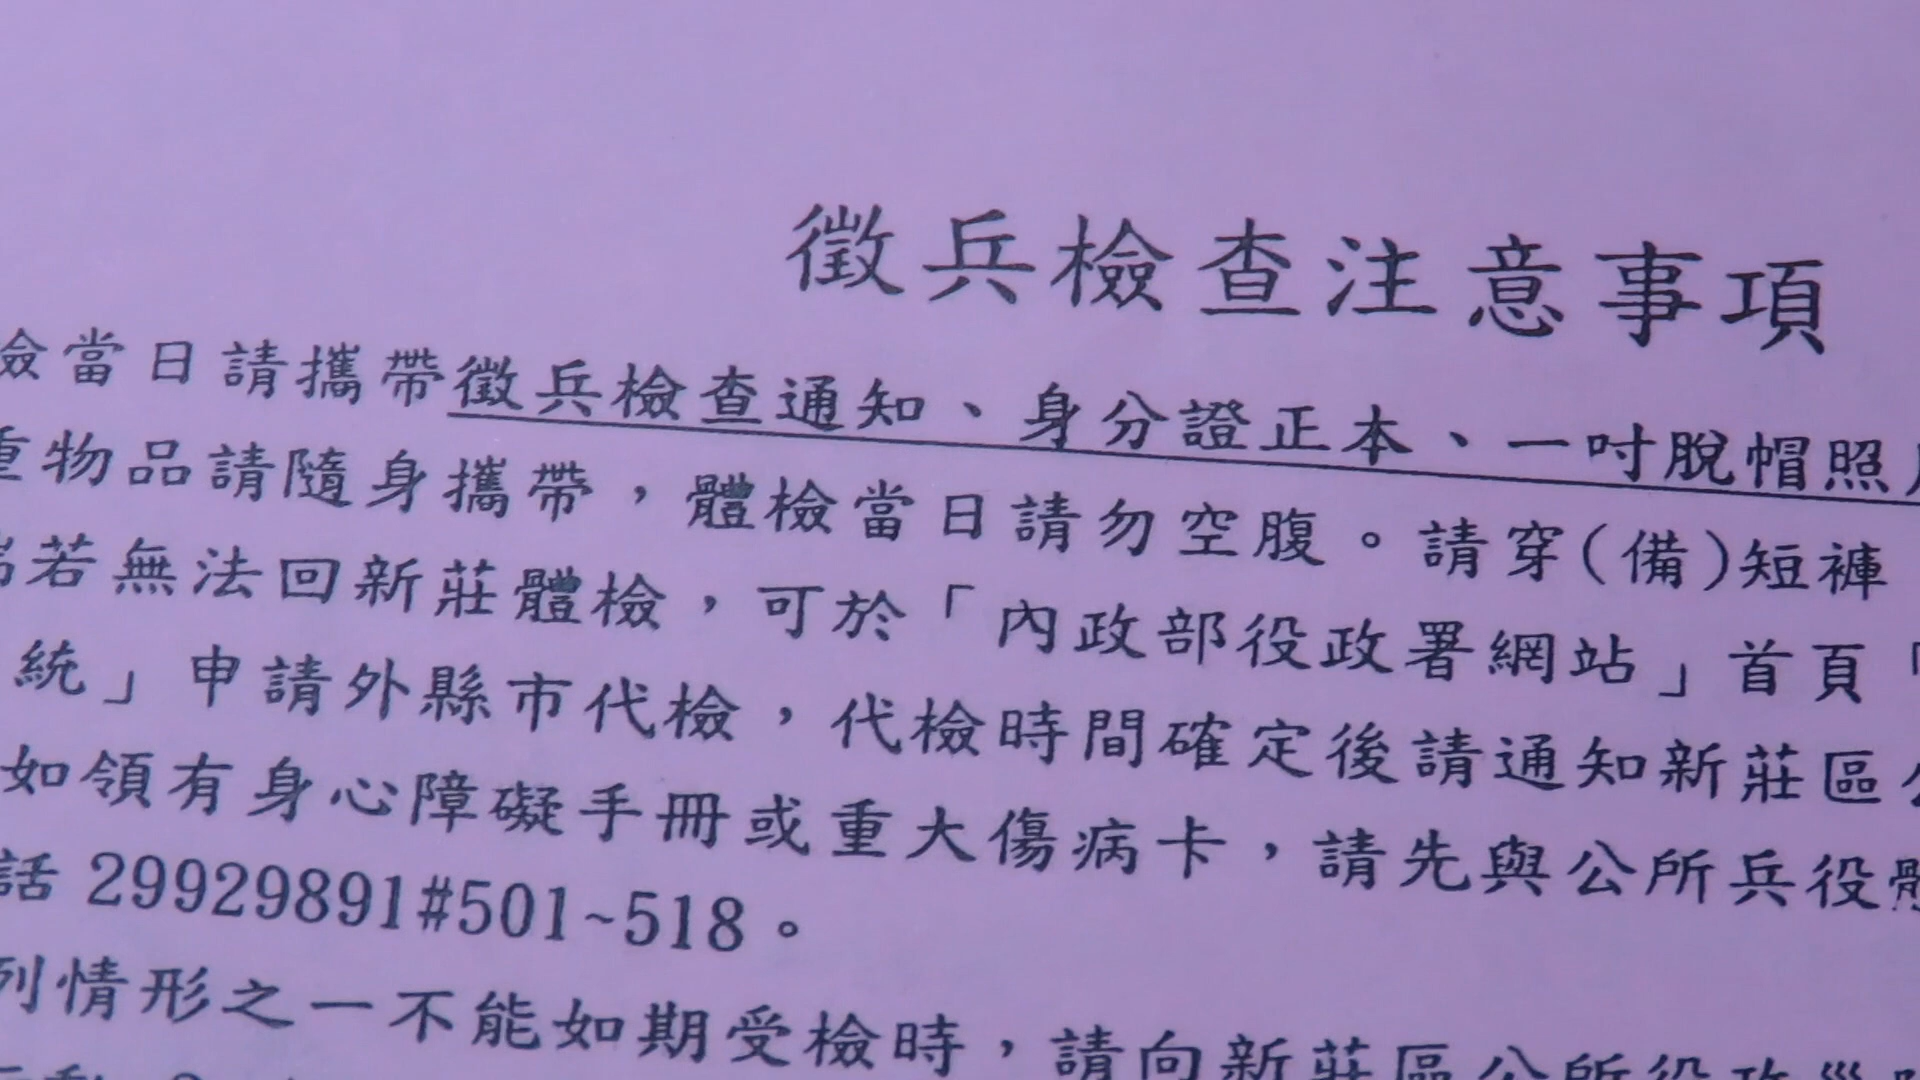 徵兵檢查注意事項
檢當日請攜帶徵兵檢查通知、身分證正本、一吋脫帽照
重物品請隨身攜帶，體檢當日請勿空腹。請穿(備)短褲
若無法回新莊體檢，可於「內政部役政署網站」首頁「
統」申請外縣市代檢，代檢時間確定後請通知新莊區公
如領有身心障礙手冊或重大傷病卡，請先與公所兵役體
話 29929891#501~518。
列情形之一不能如期受檢時，請向新莊區公所役政災